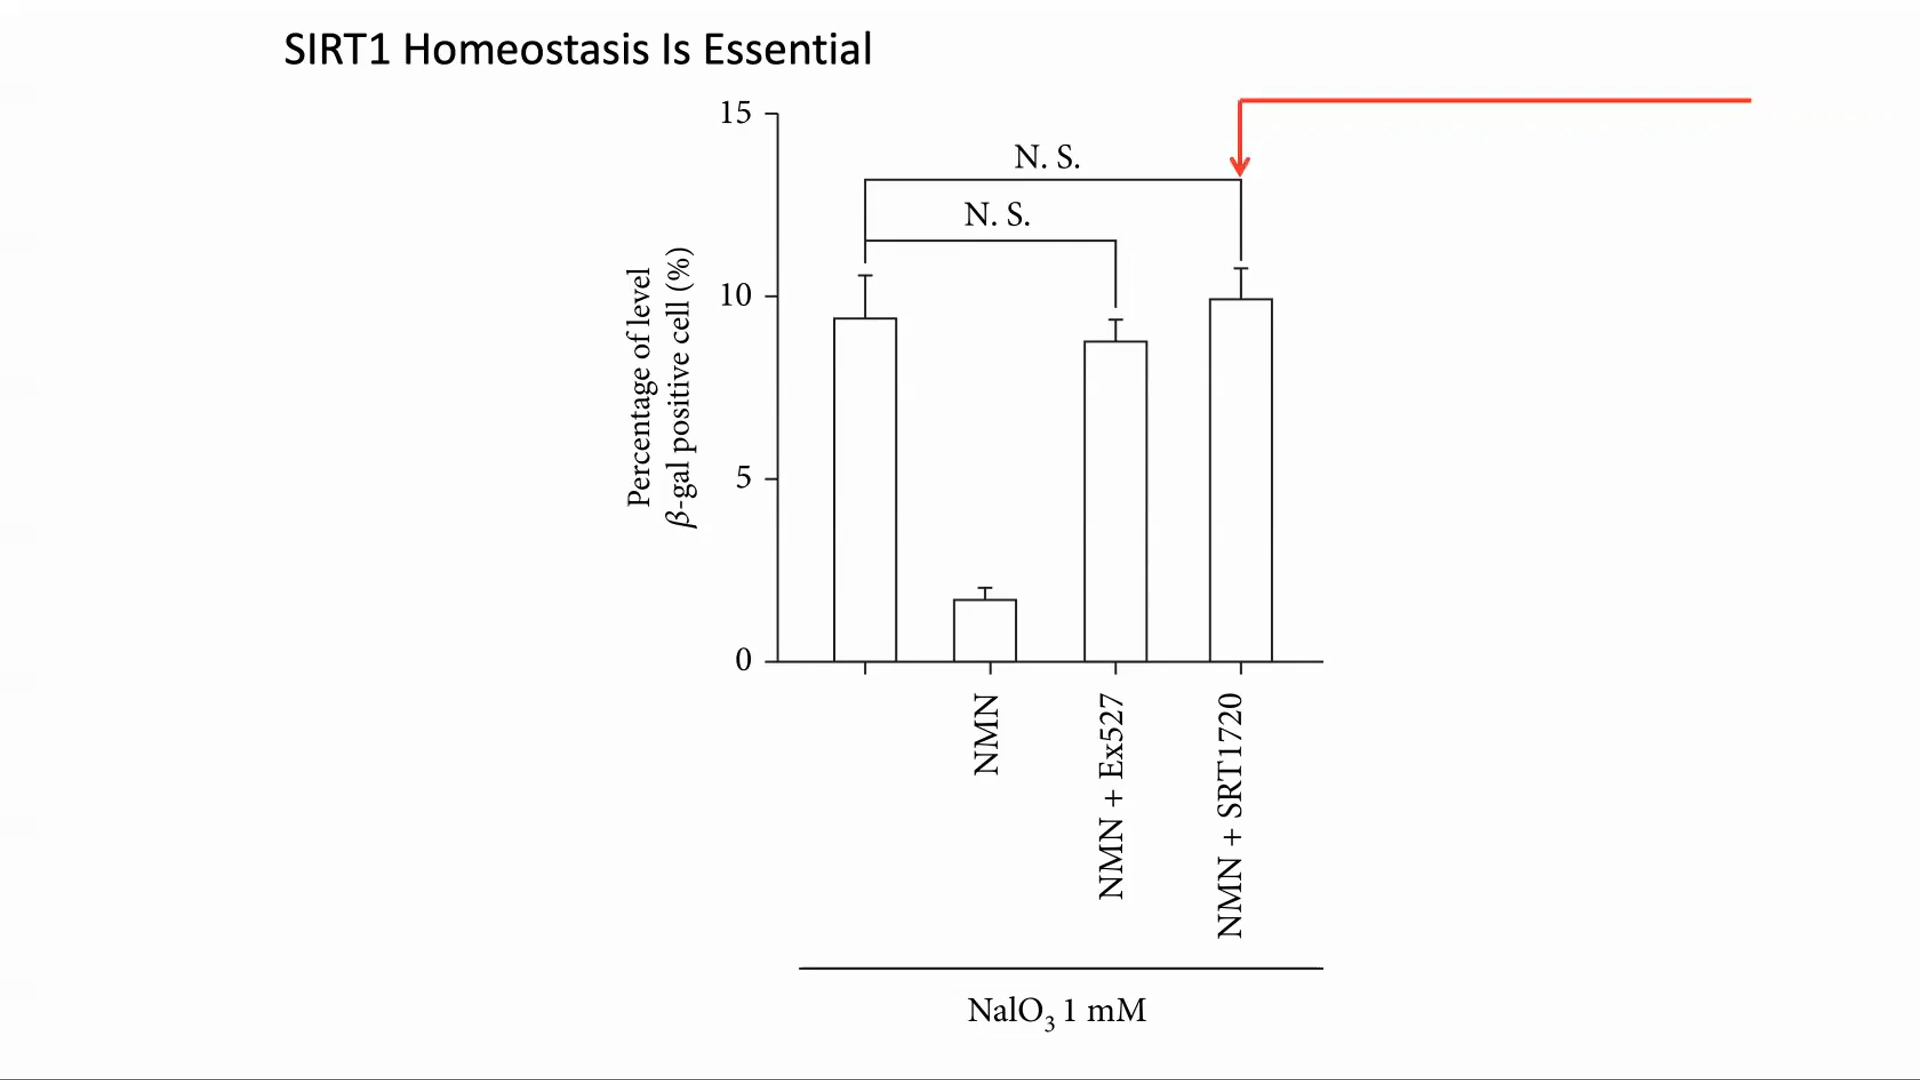 SIRT1 Homeostasis Is Essential
15
N. S.
N. S.
10
5
0
Percentage of level
β-gal positive cell (%)
NMN
NMN + Ex527
NMN + SRT1720
NaIO3 1 mM